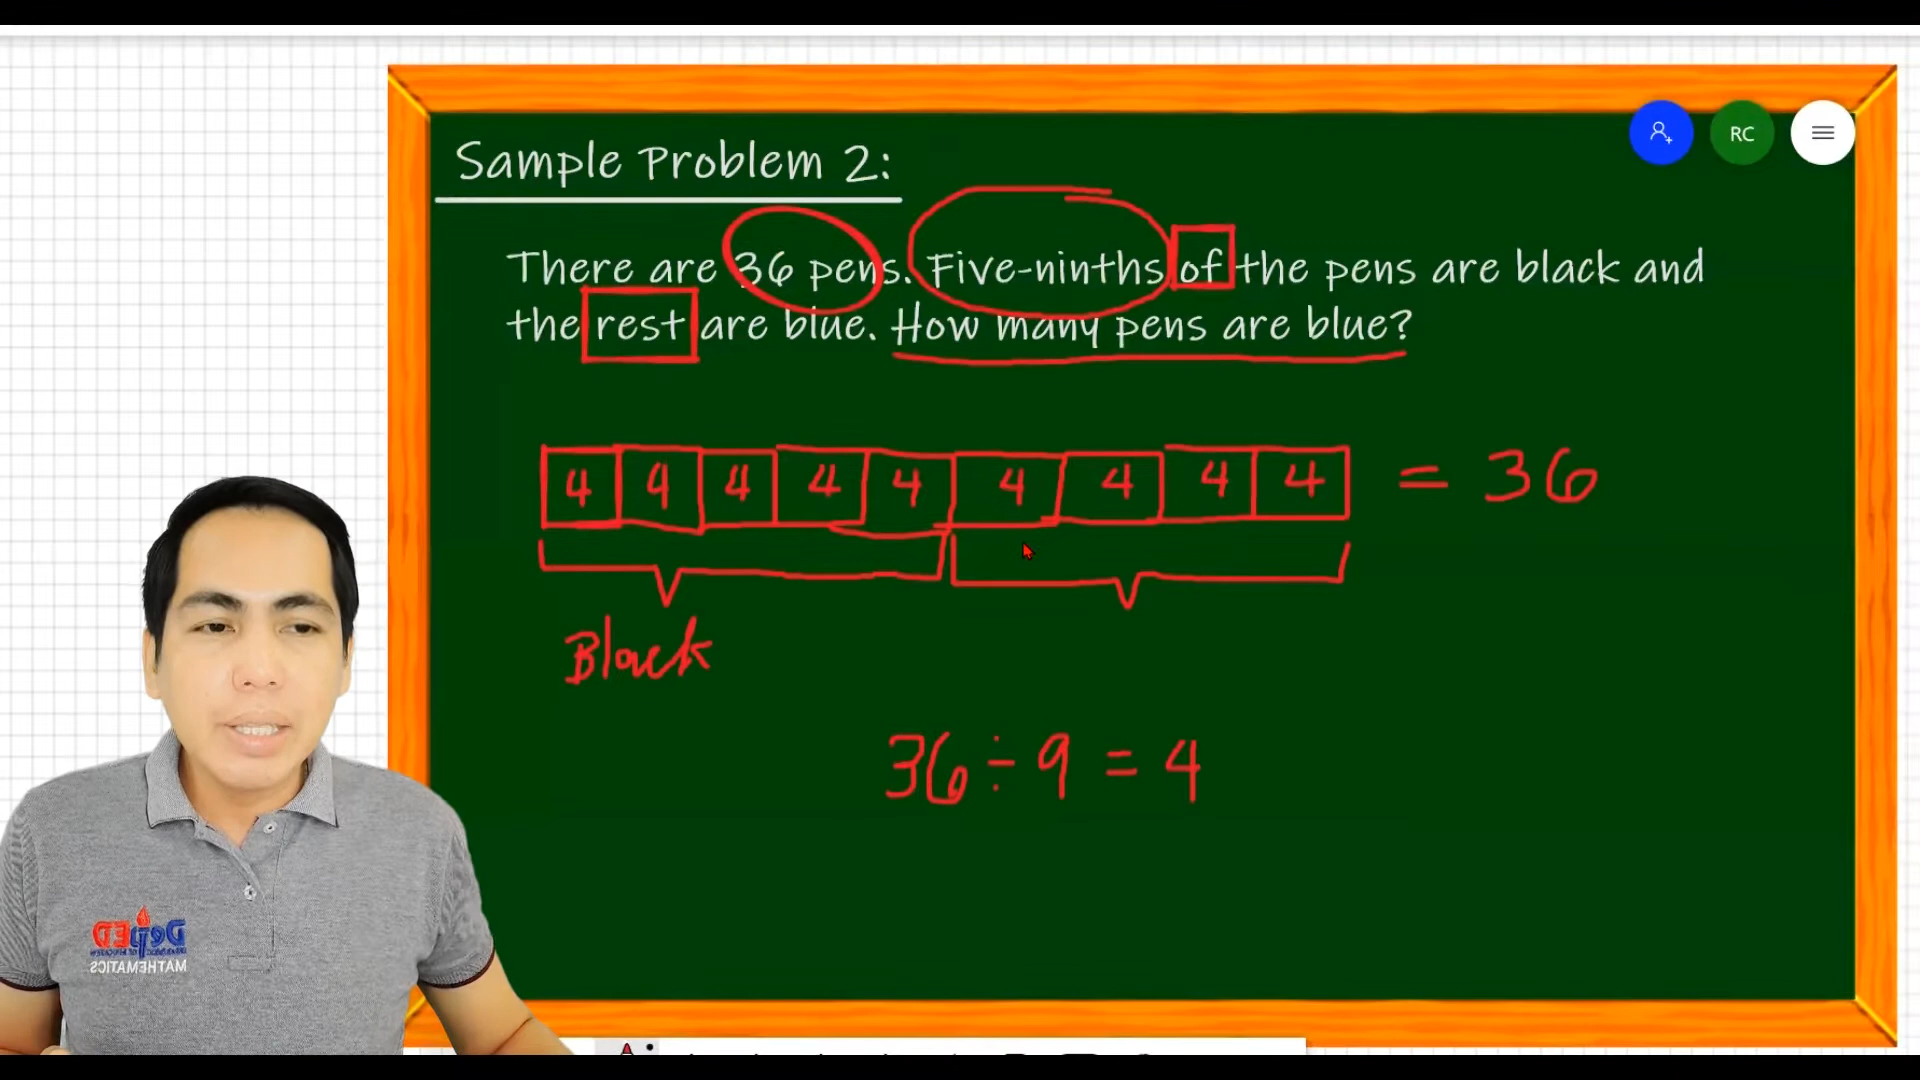 RC
Sample Problem 2:
There are 36 pens. Five-ninths of the pens are black and
the rest are blue. How many pens are blue?
4 4 4 4 4 4 4 4 4 = 36
Black
36 ÷ 9 = 4
DepED
MATHEMATICS